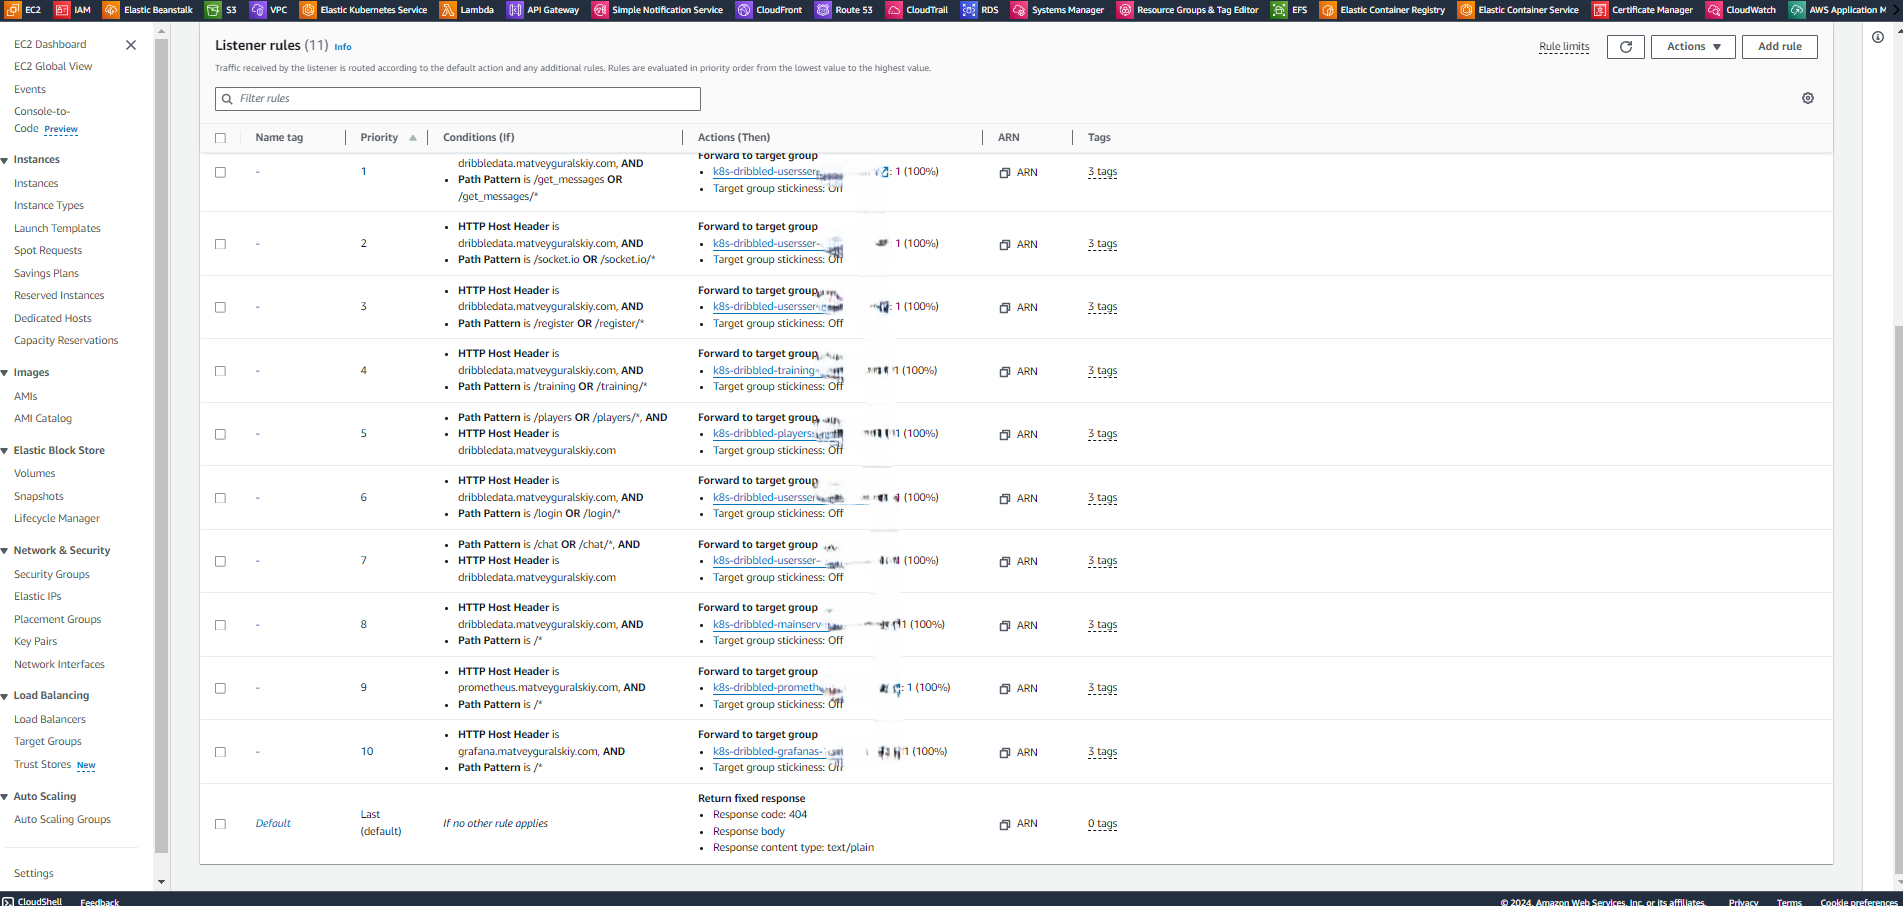 EC2 IAM Elastic Beanstalk S3 VPC Elastic Kubernetes Service Lambda API Gateway Simple Notification Service CloudFront Route 53 CloudTrail RDS Systems Manager Resource Groups & Tag Editor EFS Elastic Container Registry Elastic Container Service Certificate Manager CloudWatch AWS Application M
EC2 Dashboard
EC2 Global View
Events
Console-to-
Code Preview
Instances
Instances
Instance Types
Launch Templates
Spot Requests
Savings Plans
Reserved Instances
Dedicated Hosts
Capacity Reservations
Images
AMIs
AMI Catalog
Elastic Block Store
Volumes
Snapshots
Lifecycle Manager
Network & Security
Security Groups
Elastic IPs
Placement Groups
Key Pairs
Network Interfaces
Load Balancing
Load Balancers
Target Groups
Trust Stores New
Auto Scaling
Auto Scaling Groups
Settings
Listener rules (11) Info
Rule limits
Actions
Add rule
Traffic received by the listener is routed according to the default action and any additional rules. Rules are evaluated in priority order from the lowest value to the highest value.
Filter rules
Name tag Priority Conditions (If) Actions (Then) ARN Tags
dribbledata.matveyguralskiy.com, AND Forward to target group
- 1 • Path Pattern is /get_messages OR • k8s-dribbled-usersser : 1 (100%) ARN 3 tags
/get_messages/* • Target group stickiness: Off
• HTTP Host Header is Forward to target group
- 2 dribbledata.matveyguralskiy.com, AND • k8s-dribbled-usersser- : 1 (100%) ARN 3 tags
• Path Pattern is /socket.io OR /socket.io/* • Target group stickiness: Off
• HTTP Host Header is Forward to target group
- 3 dribbledata.matveyguralskiy.com, AND • k8s-dribbled-usersser- : 1 (100%) ARN 3 tags
• Path Pattern is /register OR /register/* • Target group stickiness: Off
• HTTP Host Header is Forward to target group
- 4 dribbledata.matveyguralskiy.com, AND • k8s-dribbled-training- 1 (100%) ARN 3 tags
• Path Pattern is /training OR /training/* • Target group stickiness: Off
• Path Pattern is /players OR /players/*, AND Forward to target group
- 5 • HTTP Host Header is • k8s-dribbled-players 1 (100%) ARN 3 tags
dribbledata.matveyguralskiy.com • Target group stickiness: Off
• HTTP Host Header is Forward to target group
- 6 dribbledata.matveyguralskiy.com, AND • k8s-dribbled-usersser (100%) ARN 3 tags
• Path Pattern is /login OR /login/* • Target group stickiness: Off
• Path Pattern is /chat OR /chat/*, AND Forward to target group
- 7 • HTTP Host Header is • k8s-dribbled-usersser- (100%) ARN 3 tags
dribbledata.matveyguralskiy.com • Target group stickiness: Off
• HTTP Host Header is Forward to target group
- 8 dribbledata.matveyguralskiy.com, AND • k8s-dribbled-mainserv- 1 (100%) ARN 3 tags
• Path Pattern is /* • Target group stickiness: Off
• HTTP Host Header is Forward to target group
- 9 prometheus.matveyguralskiy.com, AND • k8s-dribbled-prometh : 1 (100%) ARN 3 tags
• Path Pattern is /* • Target group stickiness: Off
• HTTP Host Header is Forward to target group
- 10 grafana.matveyguralskiy.com, AND • k8s-dribbled-grafanas- 1 (100%) ARN 3 tags
• Path Pattern is /* • Target group stickiness: Off
Return fixed response
Last • Response code: 404
Default (default) If no other rule applies • Response body ARN 0 tags
• Response content type: text/plain
CloudShell Feedback © 2024, Amazon Web Services, Inc. or its affiliates. Privacy Terms Cookie preferences